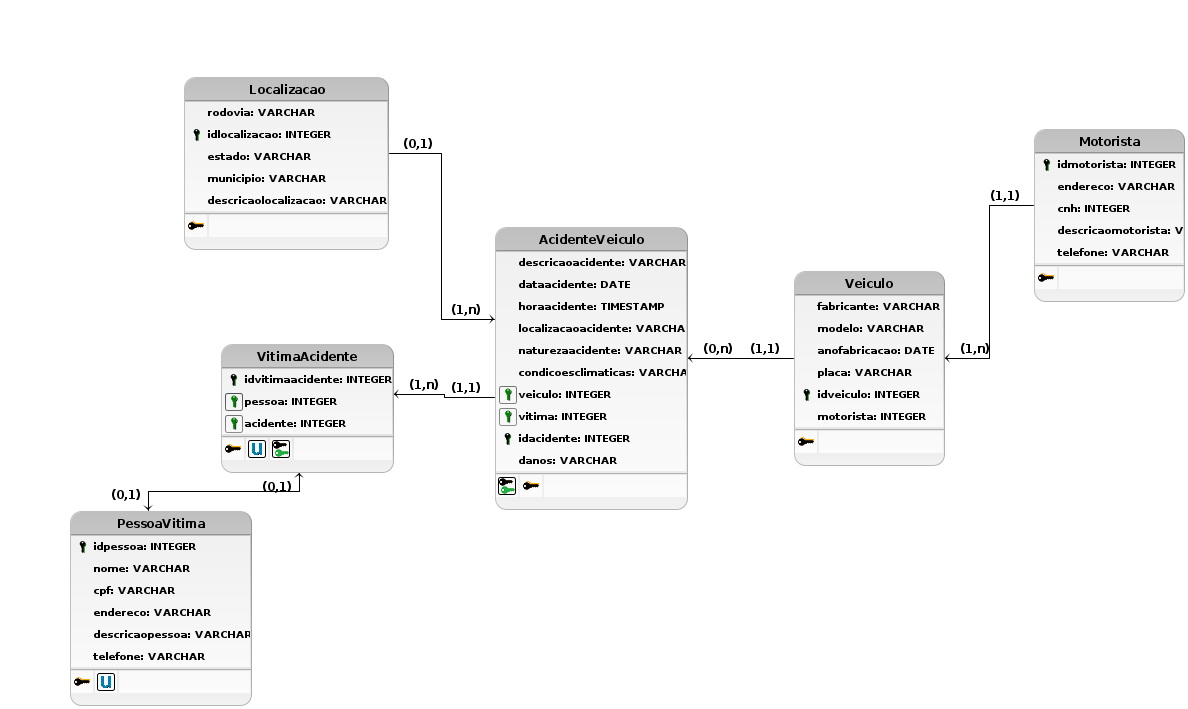 Localizacao
rodovia: VARCHAR
idlocalizacao: INTEGER
estado: VARCHAR
municipio: VARCHAR
descricaolocalizacao: VARCHAR
(0,1)
(1,n)
Motorista
idmotorista: INTEGER
endereco: VARCHAR
cnh: INTEGER
descricaomotorista: V
telefone: VARCHAR
(1,1)
(1,n)
AcidenteVeiculo
descricaoacidente: VARCHAR
dataacidente: DATE
horaacidente: TIMESTAMP
localizacaoacidente: VARCHA
naturezaacidente: VARCHAR
condicoesclimaticas: VARCHA
veiculo: INTEGER
vitima: INTEGER
idacidente: INTEGER
danos: VARCHAR
(0,n)
(1,1)
Veiculo
fabricante: VARCHAR
modelo: VARCHAR
anofabricacao: DATE
placa: VARCHAR
idveiculo: INTEGER
motorista: INTEGER
VitimaAcidente
idvitimaacidente: INTEGER
pessoa: INTEGER
acidente: INTEGER
U
(1,n)
(1,1)
(0,1)
(0,1)
PessoaVitima
idpessoa: INTEGER
nome: VARCHAR
cpf: VARCHAR
endereco: VARCHAR
descricaopessoa: VARCHAR
telefone: VARCHAR
U